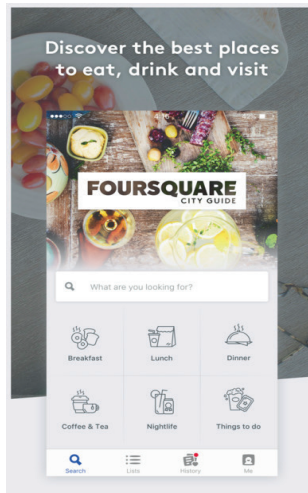 Discover the best places
to eat, drink and visit
FOURSQUARE
CITY GUIDE
What are you looking for?
Breakfast
Lunch
Dinner
Coffee & Tea
Nightlife
Things to do
Search
Lists
History
Me